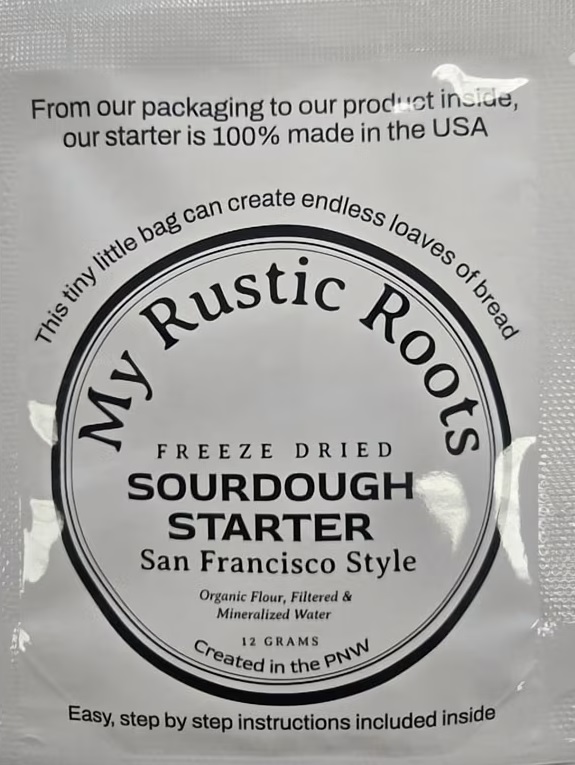 From our packaging to our product inside,
our starter is 100% made in the USA
This tiny little bag can create endless loaves of bread
My Rustic Roots
FREEZE DRIED
SOURDOUGH
STARTER
San Francisco Style
Organic Flour, Filtered &
Mineralized Water
12 GRAMS
Created in the PNW
Easy, step by step instructions included inside